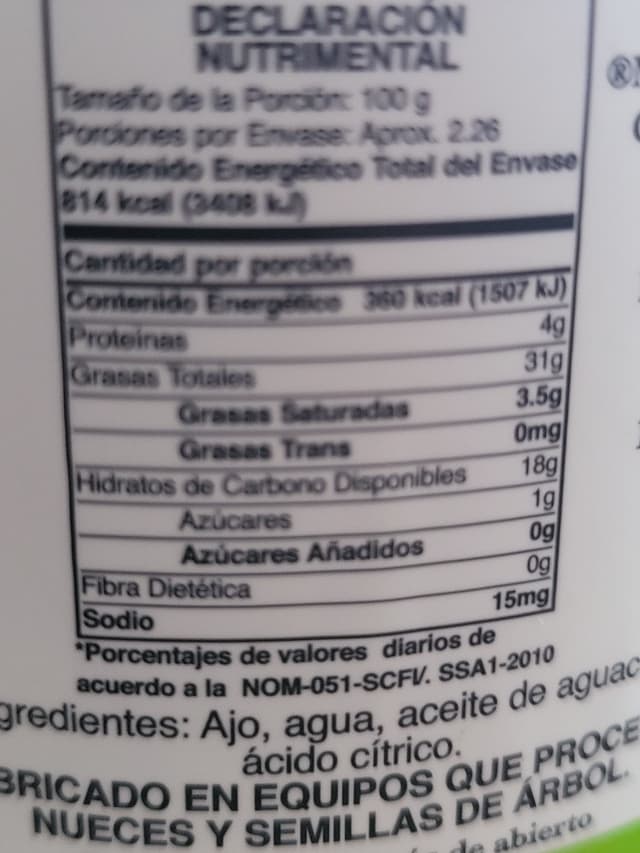 DECLARACIÓN
NUTRIMENTAL
Tamaño de la Porción: 100 g
Porciones por Envase: Aprox. 2.26
Contenido Energético Total del Envase
814 kcal (3408 kJ)
Cantidad por porción
Contenido Energético 360 kcal (1507 kJ)
Proteínas 4g
Grasas Totales 31g
Grasas Saturadas 3.5g
Grasas Trans 0mg
Hidratos de Carbono Disponibles 18g
Azúcares 1g
Azúcares Añadidos 0g
Fibra Dietética 0g
Sodio 15mg
*Porcentajes de valores diarios de
acuerdo a la NOM-051-SCFI/. SSA1-2010
gredientes: Ajo, agua, aceite de aguac
ácido cítrico.
BRICADO EN EQUIPOS QUE PROCE
NUECES Y SEMILLAS DE ÁRBOL.
de abierto